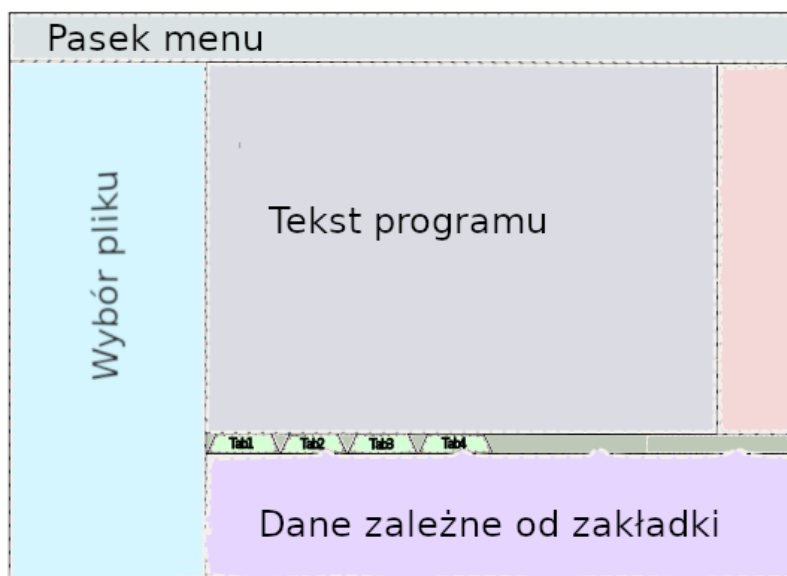 Pasek menu
Wybór pliku
Tekst programu
Tab1 Tab2 Tab3 Tab4
Dane zależne od zakładki